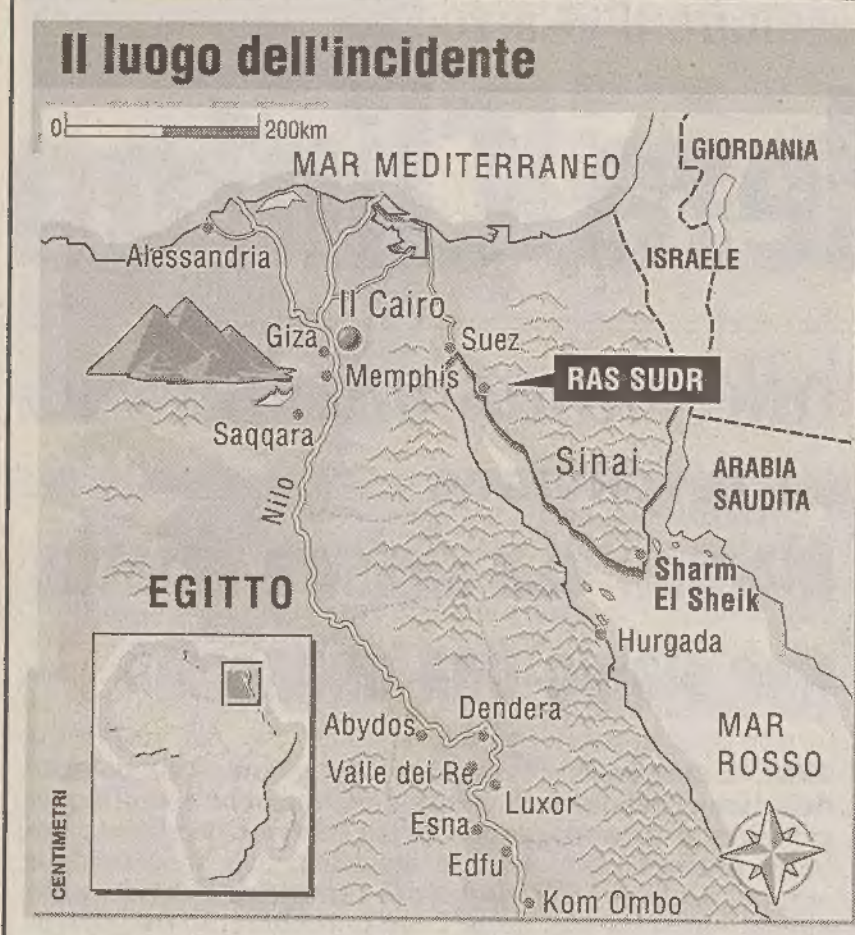 Il luogo dell'incidente
0 200km
MAR MEDITERRANEO
GIORDANIA
ISRAELE
Alessandria
Il Cairo
Giza
Suez
Memphis
RAS SUDR
Saqqara
Sinai
ARABIA
SAUDITA
Nilo
Sharm
El Sheik
EGITTO
Hurgada
Abydos
Dendera
MAR
ROSSO
Valle dei Re
Luxor
Esna
Edfu
Kom Ombo
CENTIMETRI